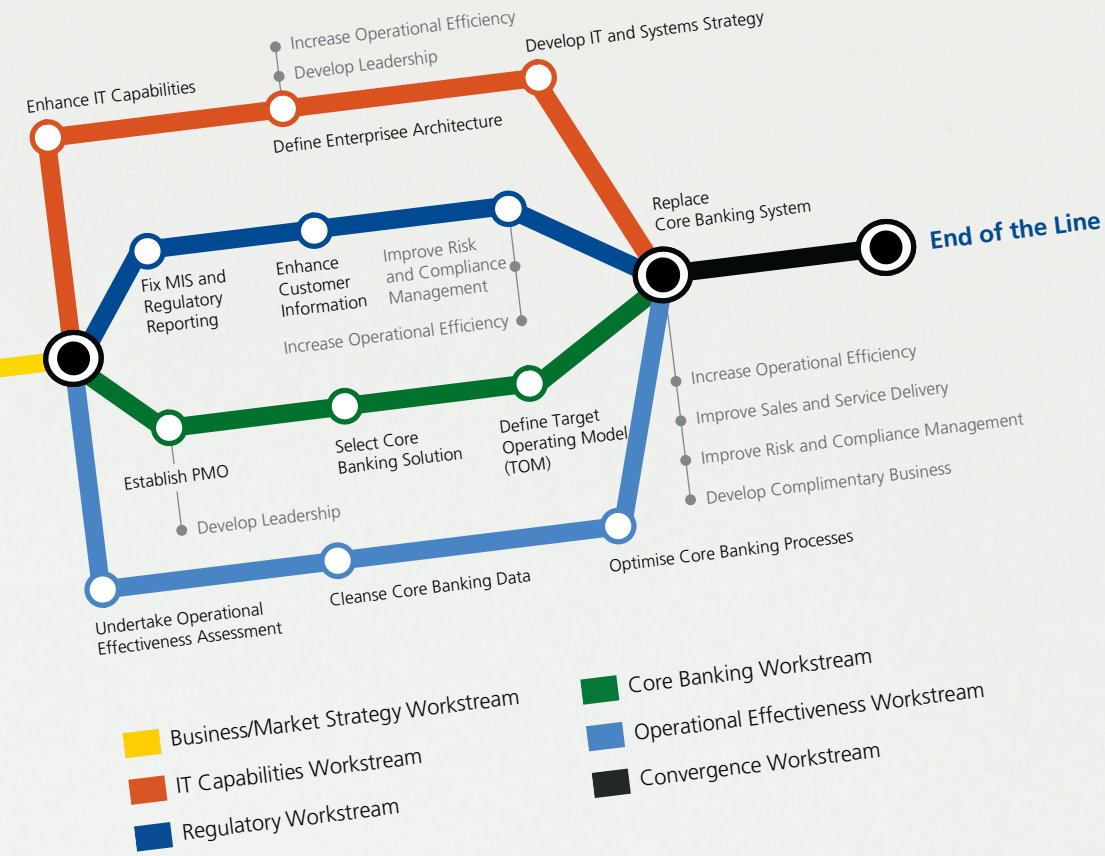 Increase Operational Efficiency
Develop Leadership
Develop IT and Systems Strategy
Enhance IT Capabilities
Define Enterprisee Architecture
Replace
Core Banking System
End of the Line
Fix MIS and
Regulatory
Reporting
Enhance
Customer
Information
Improve Risk
and Compliance
Management
Increase Operational Efficiency
Increase Operational Efficiency
Improve Sales and Service Delivery
Improve Risk and Compliance Management
Develop Complimentary Business
Establish PMO
Select Core
Banking Solution
Define Target
Operating Model
(TOM)
Develop Leadership
Undertake Operational
Effectiveness Assessment
Cleanse Core Banking Data
Optimise Core Banking Processes
Business/Market Strategy Workstream
IT Capabilities Workstream
Regulatory Workstream
Core Banking Workstream
Operational Effectiveness Workstream
Convergence Workstream